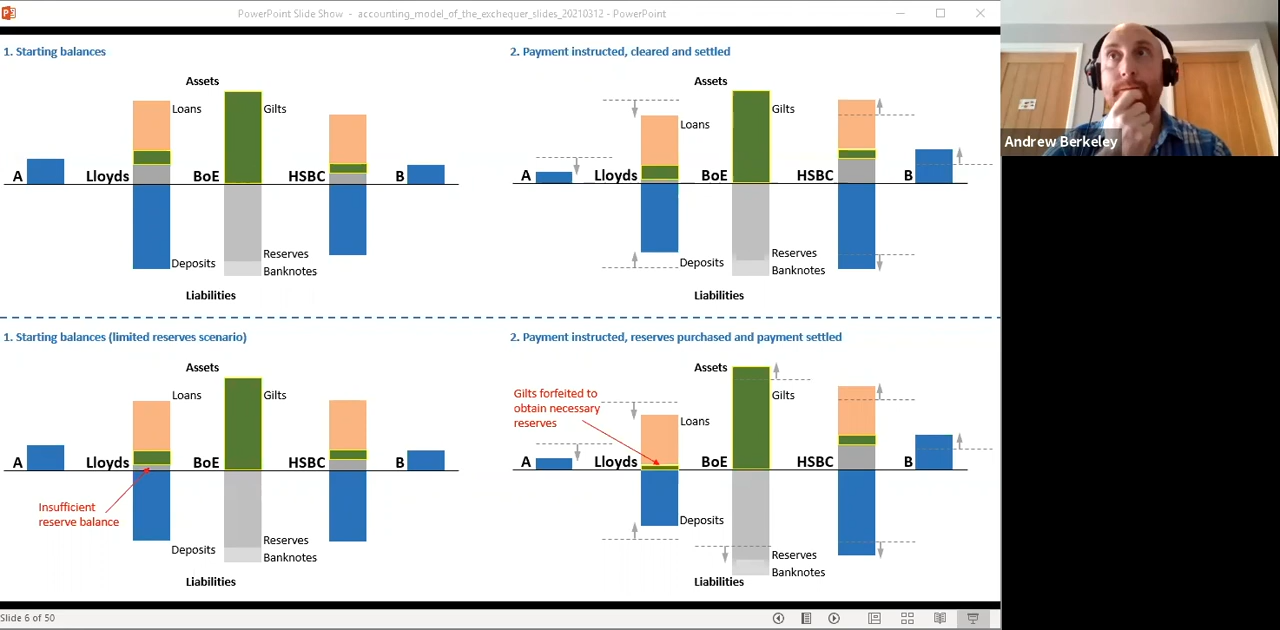 PowerPoint Slide Show - accounting_model_of_the_exchequer_slides_20210312 - PowerPoint
1. Starting balances
Assets
Loans
Gilts
A
Lloyds
BoE
HSBC
B
Deposits
Reserves
Banknotes
Liabilities
2. Payment instructed, cleared and settled
Assets
Loans
Gilts
A
Lloyds
BoE
HSBC
B
Deposits
Reserves
Banknotes
Liabilities
1. Starting balances (limited reserves scenario)
Assets
Loans
Gilts
A
Lloyds
BoE
HSBC
B
Insufficient
reserve balance
Deposits
Reserves
Banknotes
Liabilities
2. Payment instructed, reserves purchased and payment settled
Assets
Gilts forfeited to
obtain necessary
reserves
Loans
Gilts
A
Lloyds
BoE
HSBC
B
Deposits
Reserves
Banknotes
Liabilities
Slide 6 of 50
Andrew Berkeley